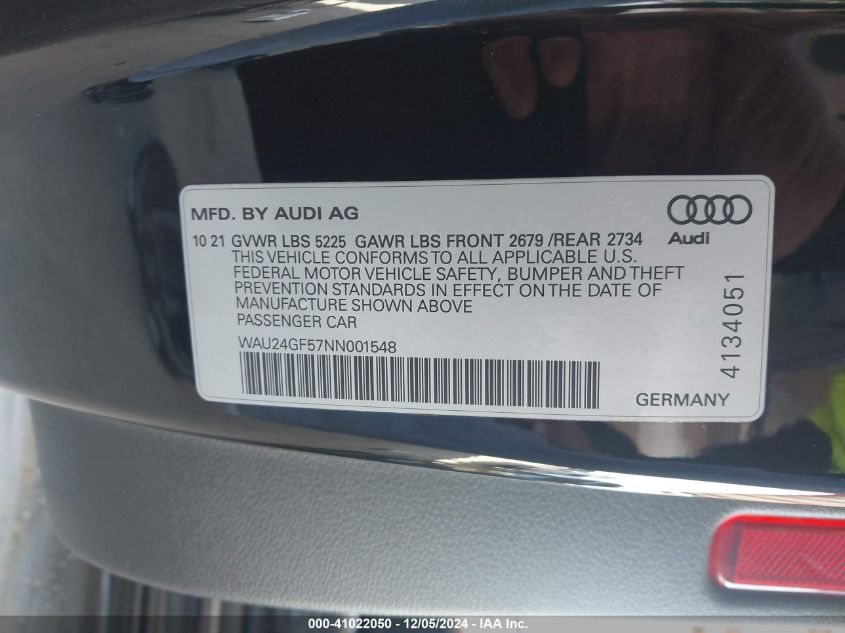 MFD. BY AUDI AG
Audi
10 21 GVWR LBS 5225 GAWR LBS FRONT 2679 /REAR 2734
THIS VEHICLE CONFORMS TO ALL APPLICABLE U.S.
FEDERAL MOTOR VEHICLE SAFETY, BUMPER AND THEFT
PREVENTION STANDARDS IN EFFECT ON THE DATE OF
MANUFACTURE SHOWN ABOVE
PASSENGER CAR
WAU24GF57NN001548
GERMANY
4134051
000-41022050 - 12/05/2024 - IAA Inc.